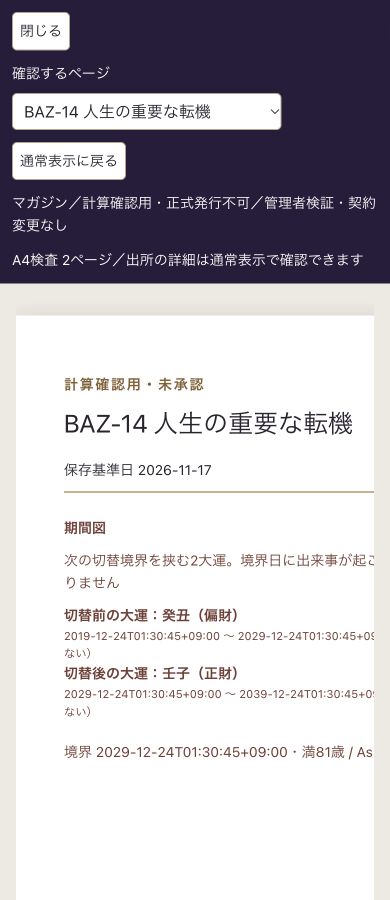 閉じる
確認するページ
BAZ-14 人生の重要な転機
通常表示に戻る
マガジン／計算確認用・正式発行不可／管理者検証・契約
変更なし
A4検査 2ページ／出所の詳細は通常表示で確認できます
計算確認用・未承認
BAZ-14 人生の重要な転機
保存基準日 2026-11-17
期間図
次の切替境界を挟む2大運。境界日に出来事が起こ
りません
切替前の大運：癸丑（偏財）
2019-12-24T01:30:45+09:00 〜 2029-12-24T01:30:45+09
ない）
切替後の大運：壬子（正財）
2029-12-24T01:30:45+09:00 〜 2039-12-24T01:30:45+09
ない）
境界 2029-12-24T01:30:45+09:00・満81歳 / As